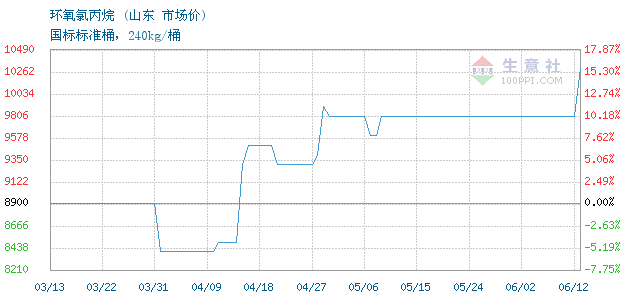 环氧氯丙烷 (山东 市场价)
国标标准桶, 240kg/桶
10490 17.87%
10262 15.30%
10034 12.74%
9806 10.18%
9578 7.62%
9350 5.06%
9122 2.49%
8900 0.00%
8666 -2.63%
8438 -5.19%
8210 -7.75%
生意社
100PPI.COM
03/13 03/22 03/31 04/09 04/18 04/27 05/06 05/15 05/24 06/02 06/12